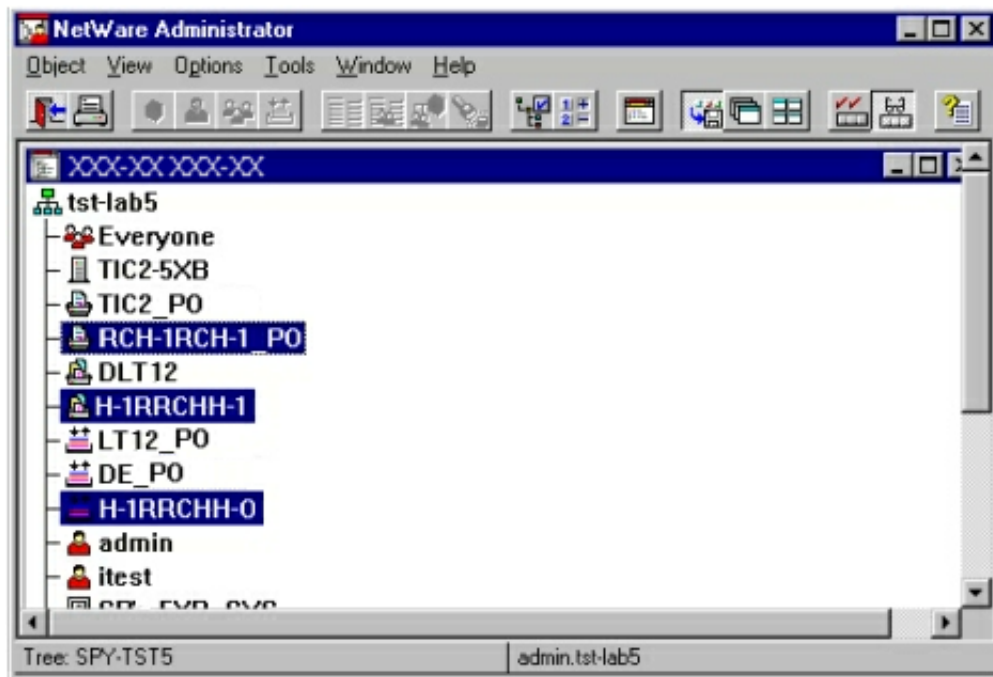 NetWare Administrator
Object View Options Tools Window Help
XXX-XX XXX-XX
tst-lab5
Everyone
TIC2-5XB
TIC2_PO
RCH-1RCH-1_PO
DLT12
H-1RRCHH-1
LT12_PO
DE_PO
H-1RRCHH-O
admin
itest
Tree: SPY-TST5 admin.tst-lab5